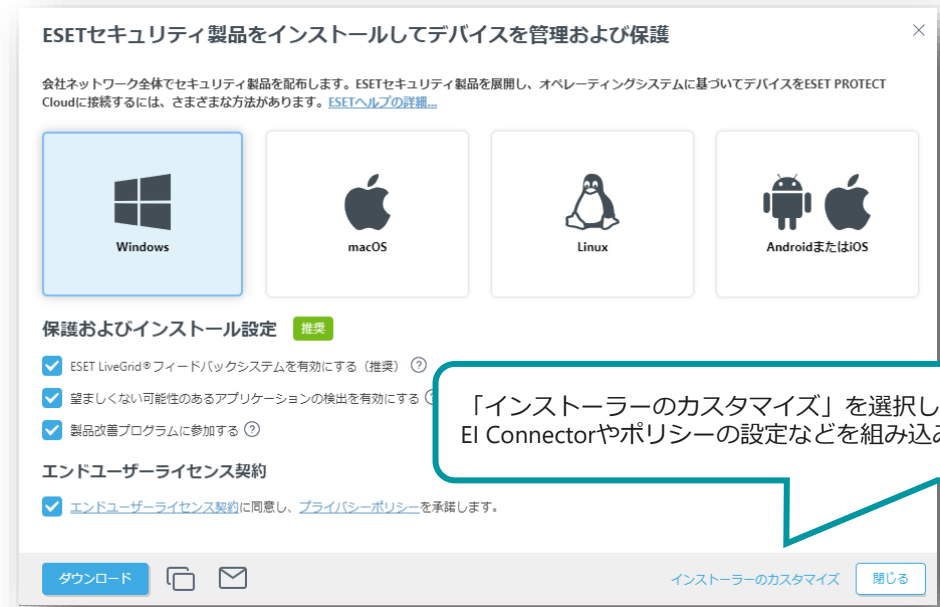 ESETセキュリティ製品をインストールしてデバイスを管理および保護
会社ネットワーク全体でセキュリティ製品を配布します。ESETセキュリティ製品を展開し、オペレーティングシステムに基づいてデバイスをESET PROTECT
Cloudに接続するには、さまざまな方法があります。ESETヘルプの詳細...
Windows
macOS
Linux
AndroidまたはiOS
保護およびインストール設定 推奨
ESET LiveGrid®フィードバックシステムを有効にする（推奨） ?
望ましくない可能性のあるアプリケーションの検出を有効にする
製品改善プログラムに参加する ?
「インストーラーのカスタマイズ」を選択し
EI Connectorやポリシーの設定などを組み込み
エンドユーザーライセンス契約
エンドユーザーライセンス契約に同意し、プライバシーポリシーを承諾します。
ダウンロード
インストーラーのカスタマイズ
閉じる